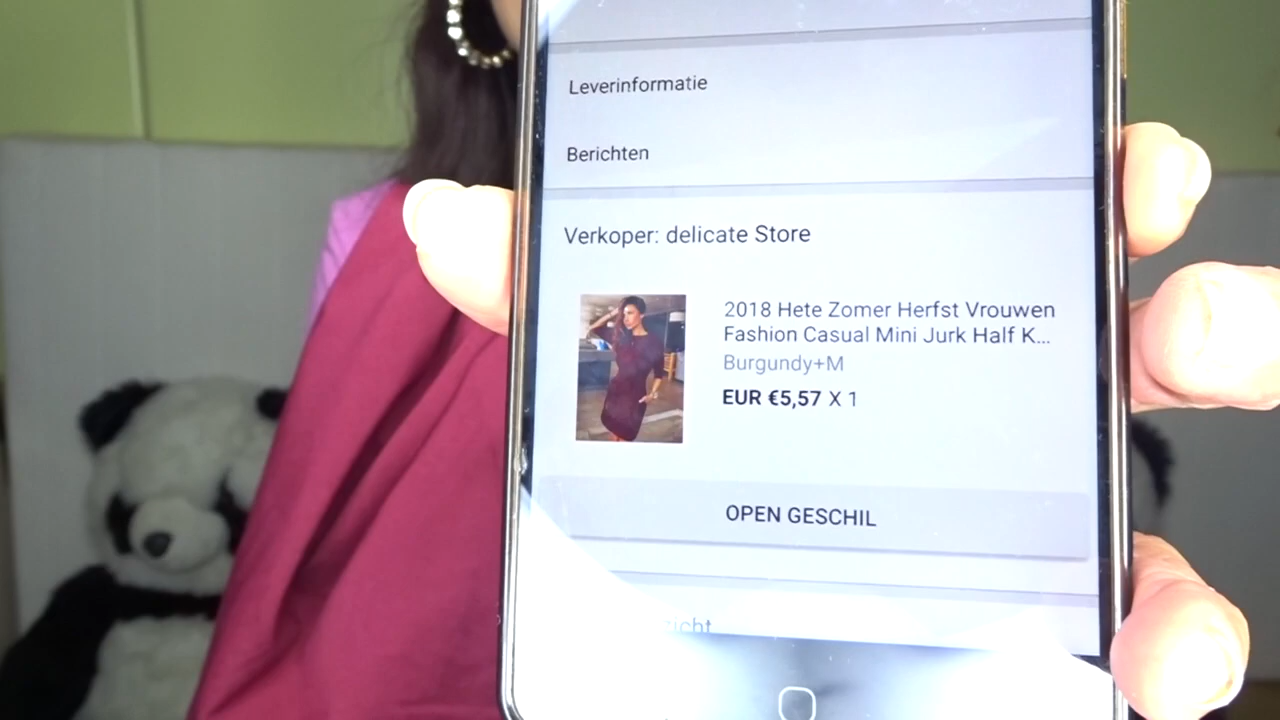 Leverinformatie
Berichten
Verkoper: delicate Store
2018 Hete Zomer Herfst Vrouwen
Fashion Casual Mini Jurk Half K...
Burgundy+M
EUR €5,57 X 1
OPEN GESCHIL